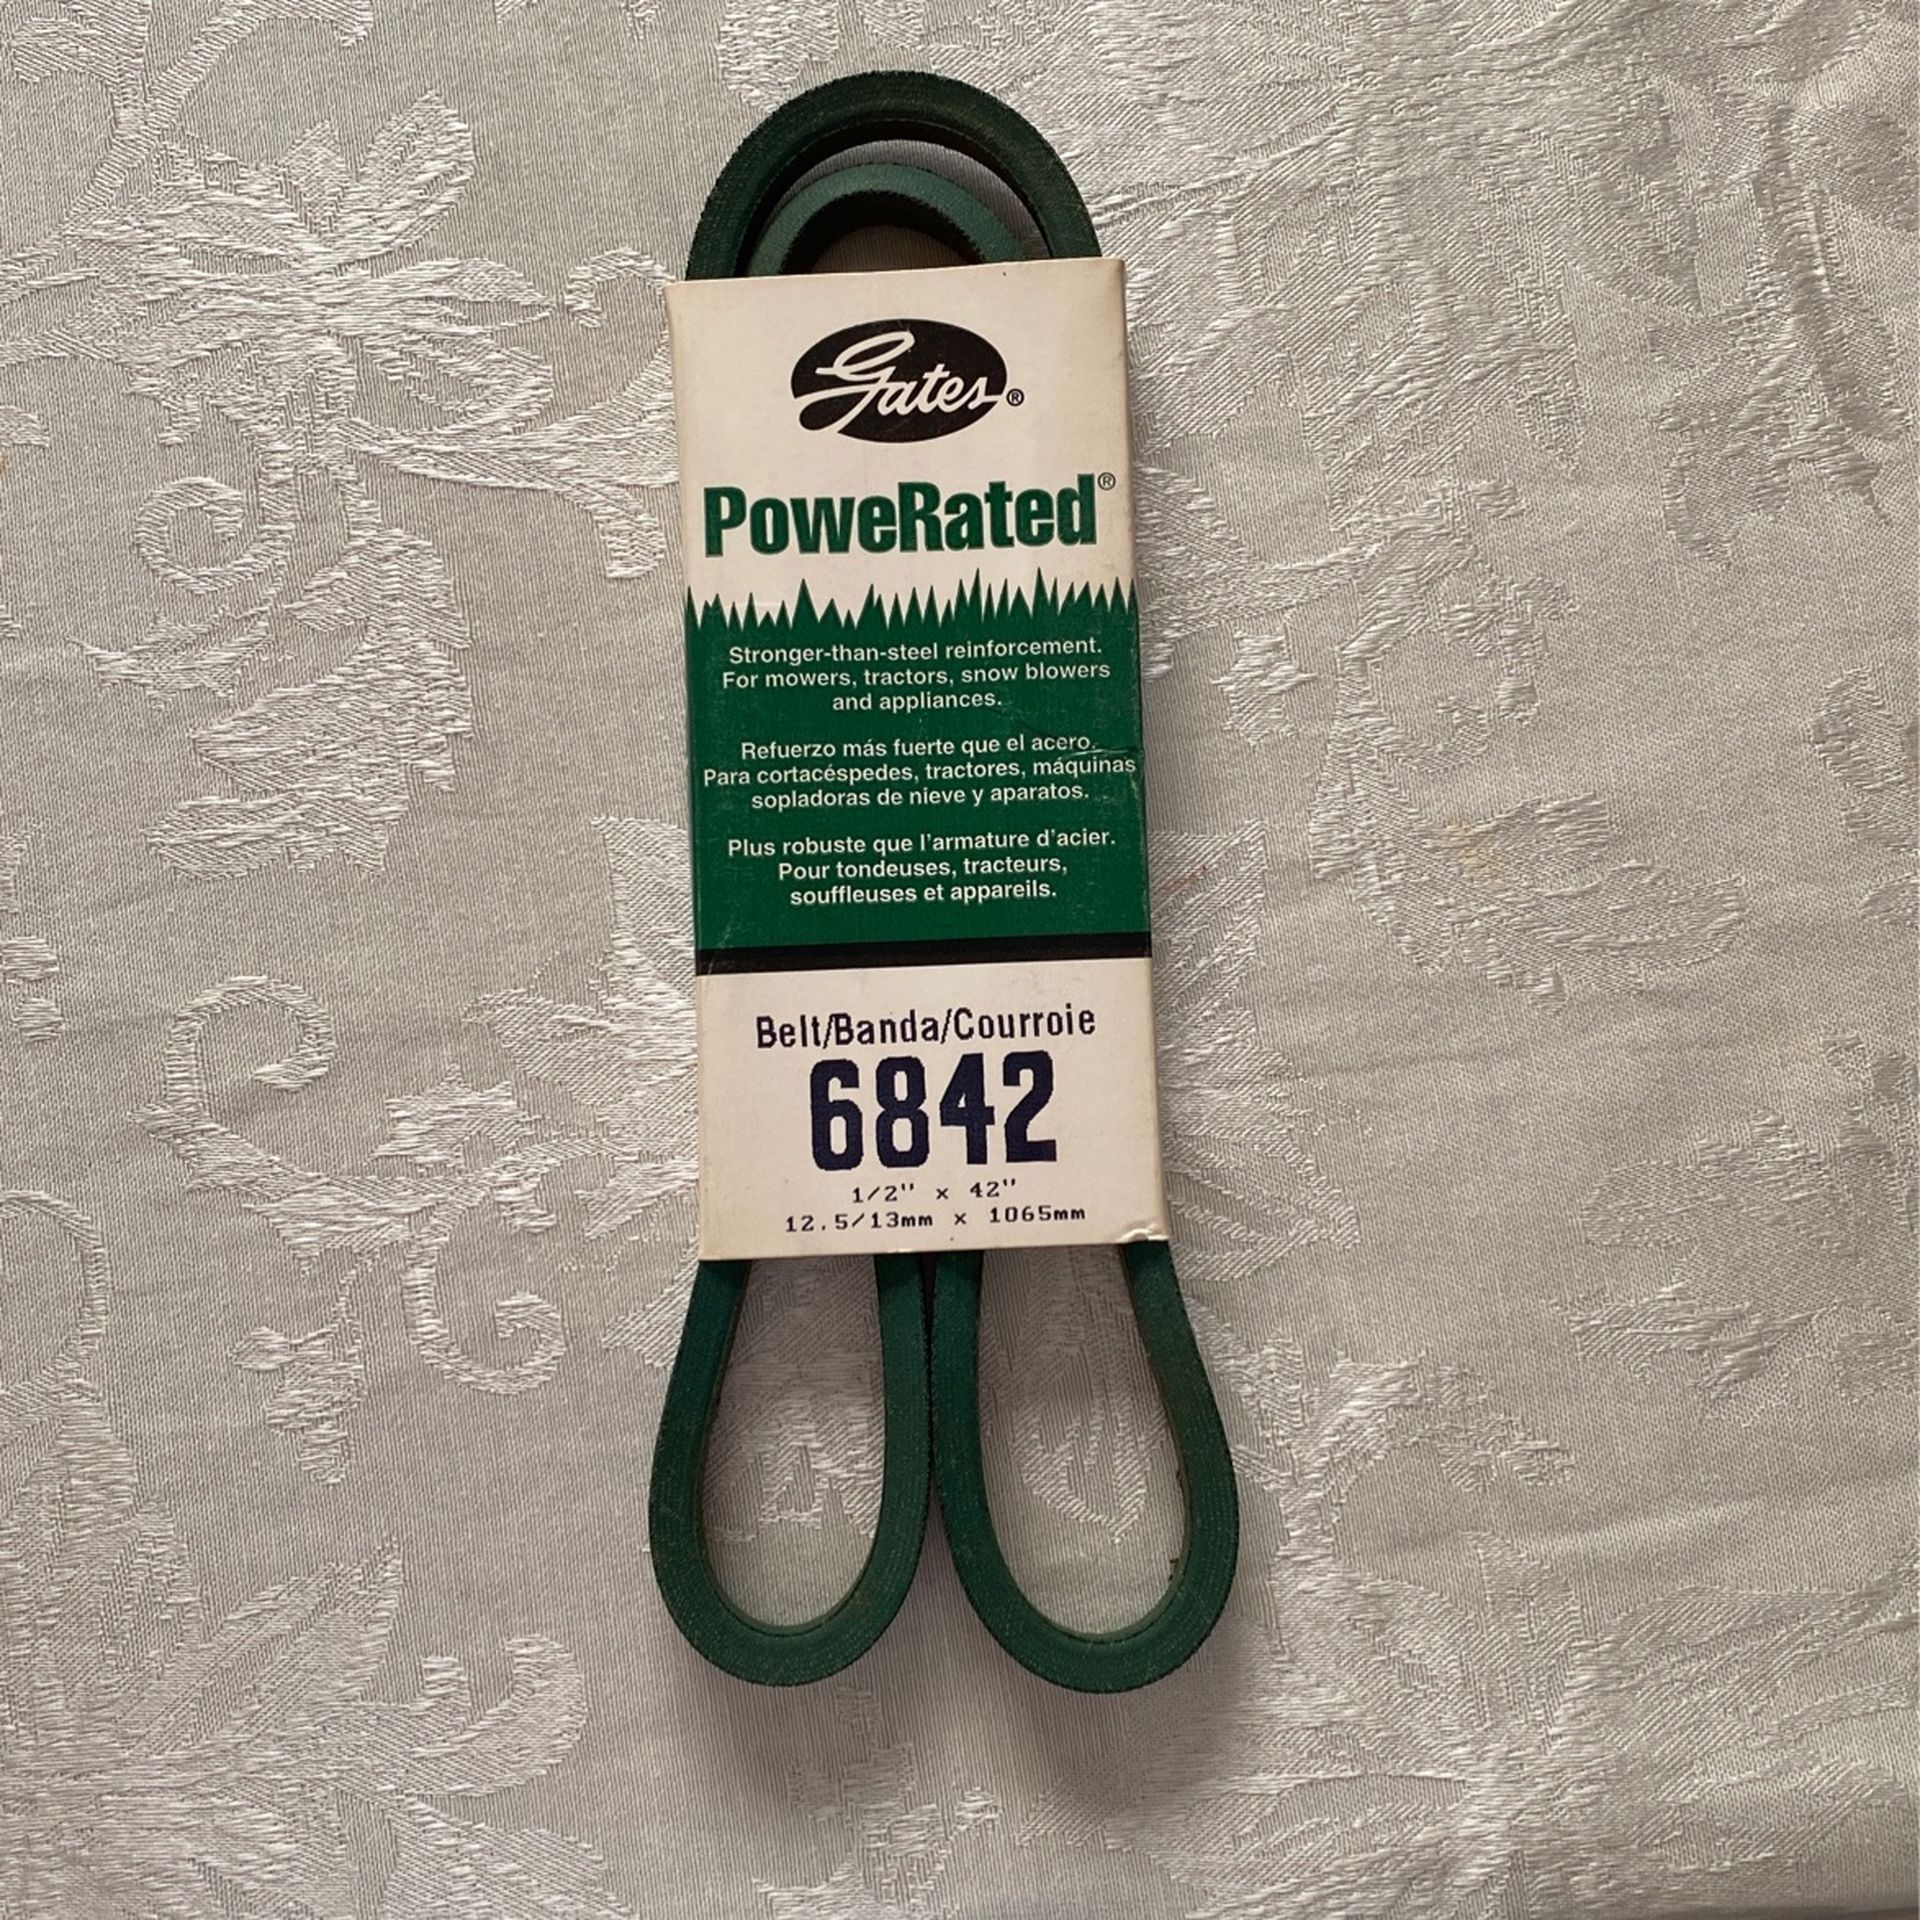 Gates®
PoweRated®
Stronger-than-steel reinforcement.
For mowers, tractors, snow blowers
and appliances.
Refuerzo más fuerte que el acero.
Para cortacéspedes, tractores, máquinas
sopladoras de nieve y aparatos.
Plus robuste que l'armature d'acier.
Pour tondeuses, tracteurs,
souffleuses et appareils.
Belt/Banda/Courroie
6842
1/2" x 42"
12.5/13mm x 1065mm